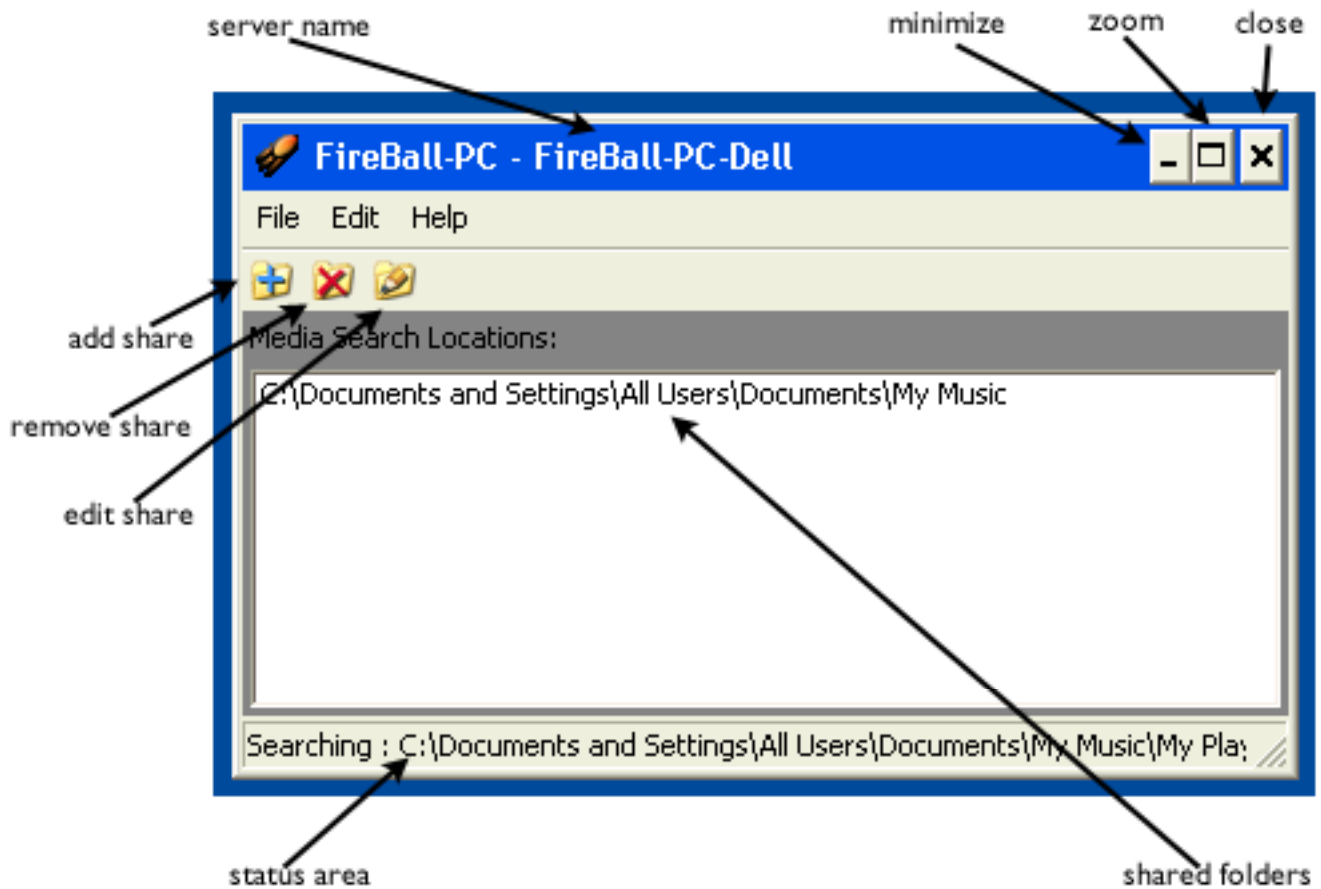 server name
minimize
zoom
close
FireBall-PC - FireBall-PC-Dell
File Edit Help
add share
Media Search Locations:
C:\Documents and Settings\All Users\Documents\My Music
remove share
edit share
Searching : C:\Documents and Settings\All Users\Documents\My Music\My Play
status area
shared folders